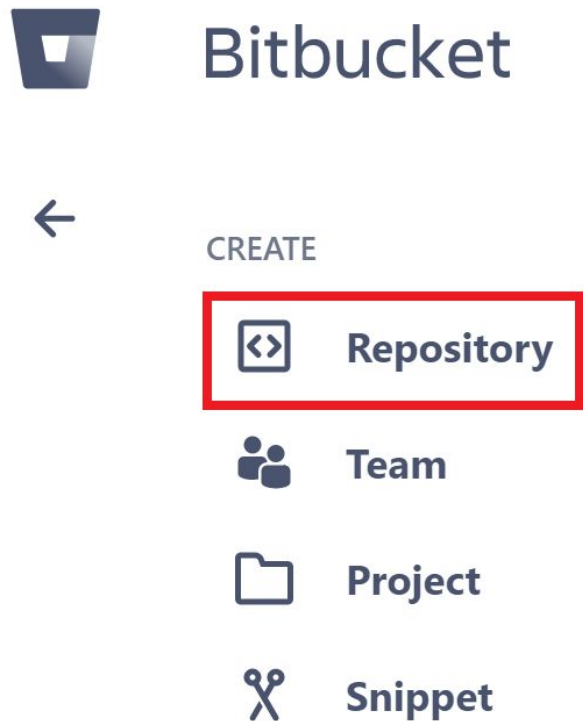 Bitbucket
CREATE
Repository
Team
Project
Snippet